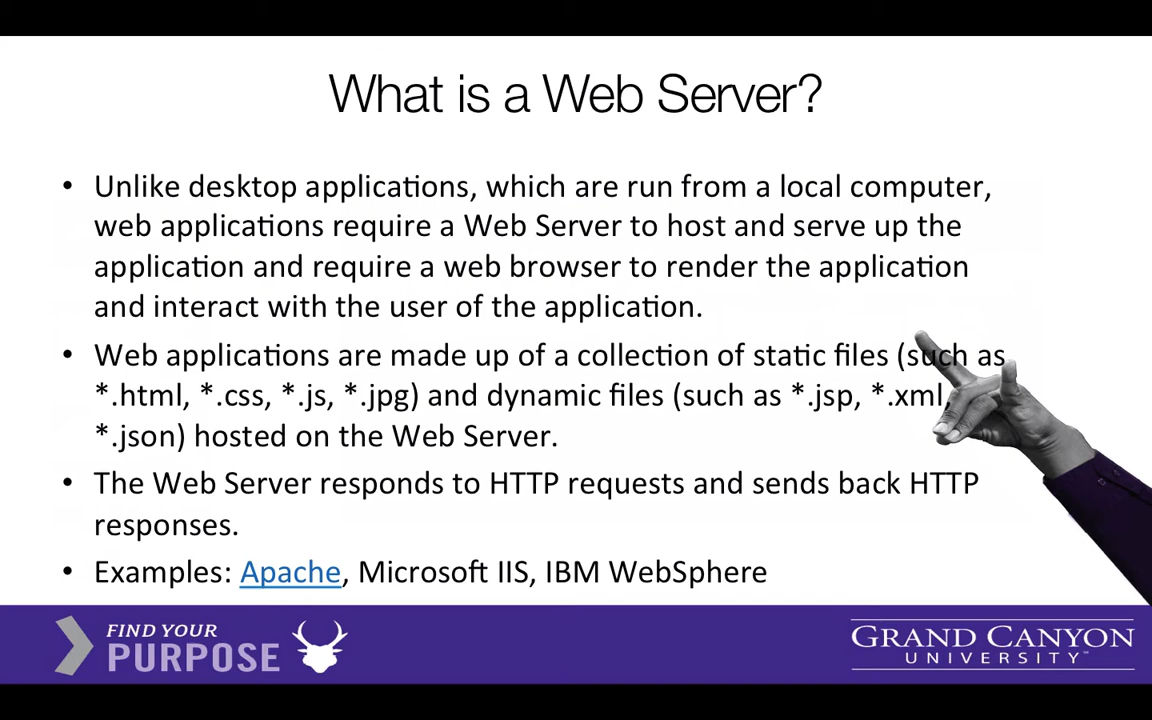 What is a Web Server?
• Unlike desktop applications, which are run from a local computer,
web applications require a Web Server to host and serve up the
application and require a web browser to render the application
and interact with the user of the application.
• Web applications are made up of a collection of static files (such as
*.html, *.css, *.js, *.jpg) and dynamic files (such as *.jsp, *.xml,
*.json) hosted on the Web Server.
• The Web Server responds to HTTP requests and sends back HTTP
responses.
• Examples: Apache, Microsoft IIS, IBM WebSphere
FIND YOUR
PURPOSE
GRAND CANYON
UNIVERSITY™